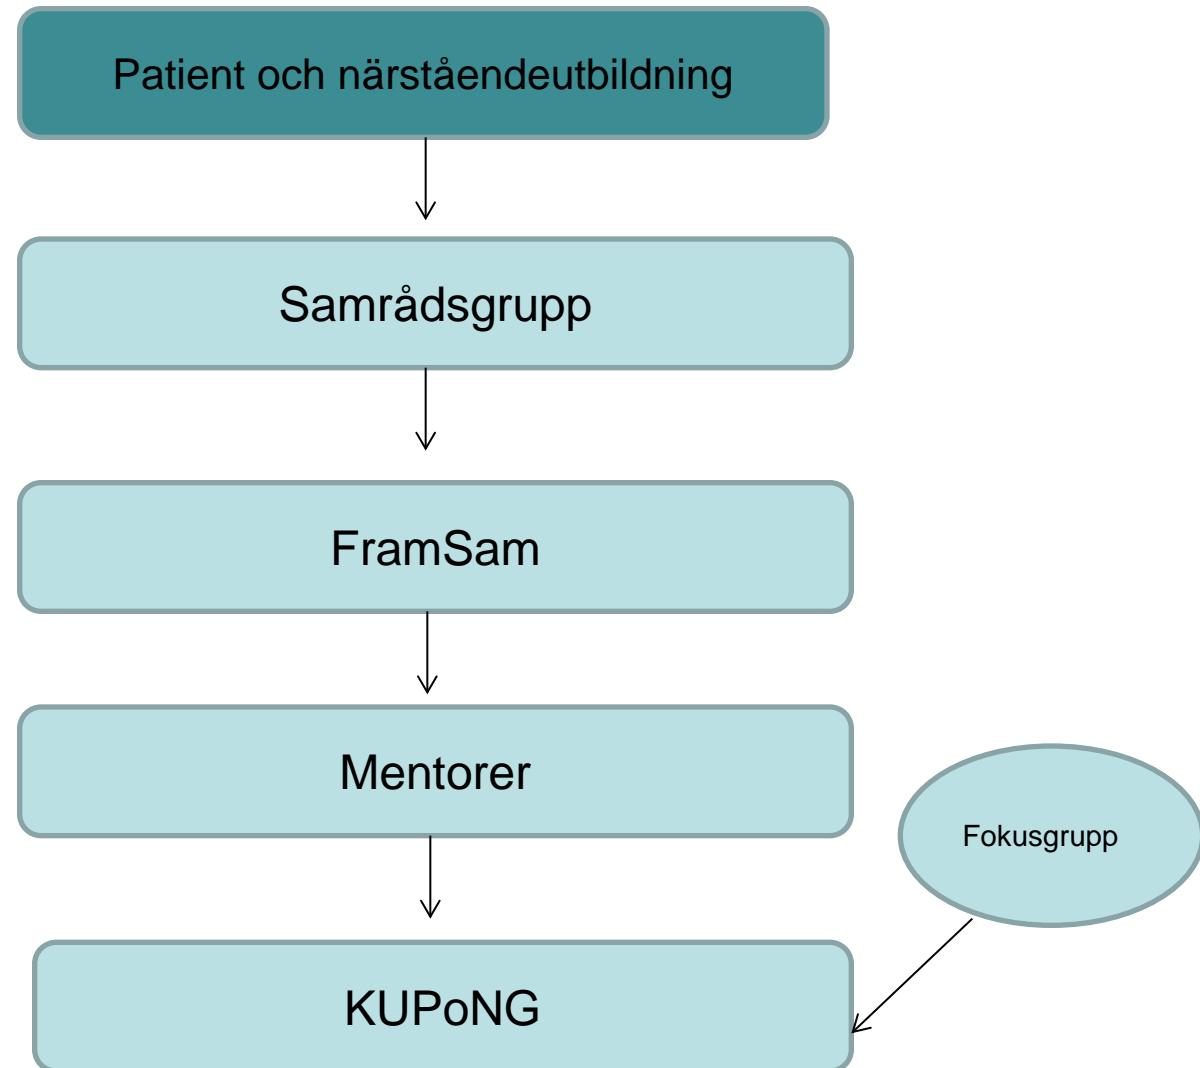 Patient och närståendeutbildning
Samrådsgrupp
FramSam
Mentorer
Fokusgrupp
KUPoNG